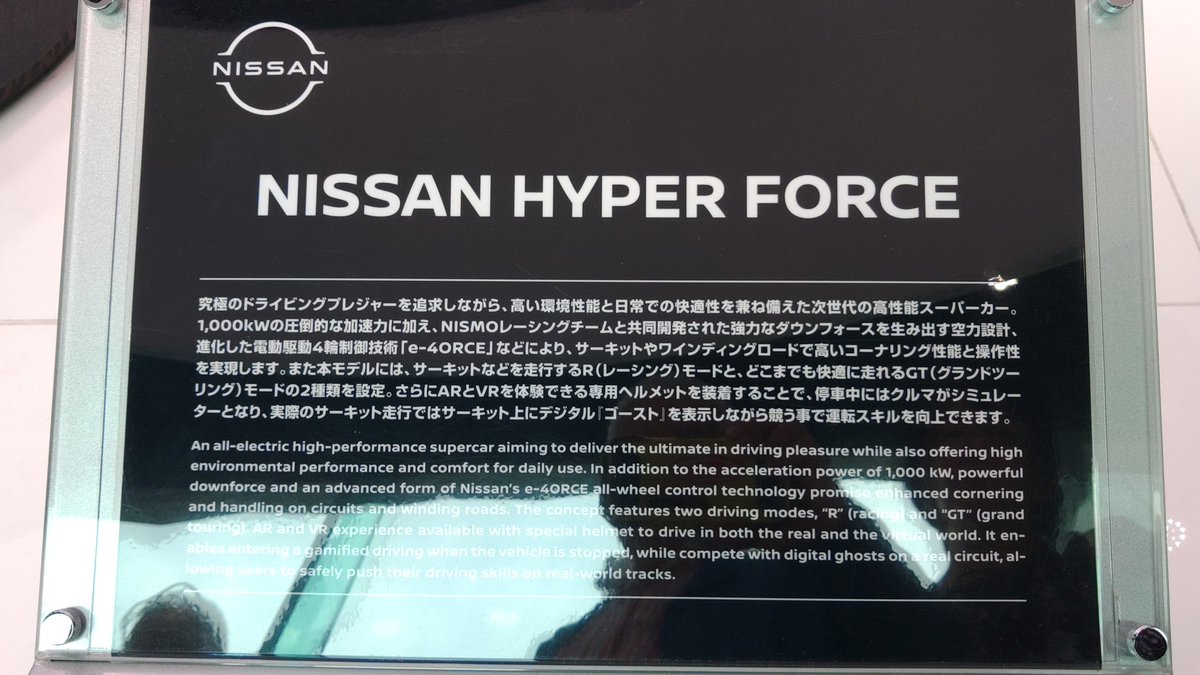 NISSAN
NISSAN HYPER FORCE
究極のドライビングプレジャーを追求しながら、高い環境性能と日常での快適性を兼ね備えた次世代の高性能スーパーカー。
1,000kWの圧倒的な加速力に加え、NISMOレーシングチームと共同開発された強力なダウンフォースを生み出す空力設計、
進化した電動駆動4輪制御技術「e-4ORCE」などにより、サーキットやワインディングロードで高いコーナリング性能と操作性
を実現します。また本モデルには、サーキットなどを走行するR（レーシング）モードと、どこまでも快適に走れるGT（グランドツー
リング）モードの2種類を設定。さらにARとVRを体験できる専用ヘルメットを装着することで、停車中にはクルマがシミュレー
ターとなり、実際のサーキット走行ではサーキット上にデジタル『ゴースト』を表示しながら競う事で運転スキルを向上できます。
An all-electric high-performance supercar aiming to deliver the ultimate in driving pleasure while also offering high
environmental performance and comfort for daily use. In addition to the acceleration power of 1,000 kW, powerful
downforce and an advanced form of Nissan's e-4ORCE all-wheel control technology promise enhanced cornering
and handling on circuits and winding roads. The concept features two driving modes, "R" (racing) and "GT" (grand
touring). AR and VR experience available with special helmet to drive in both the real and the virtual world. It en-
ables entering a gamified driving when the vehicle is stopped, while compete with digital ghosts on a real circuit, al-
lowing users to safely push their driving skills on real-world tracks.